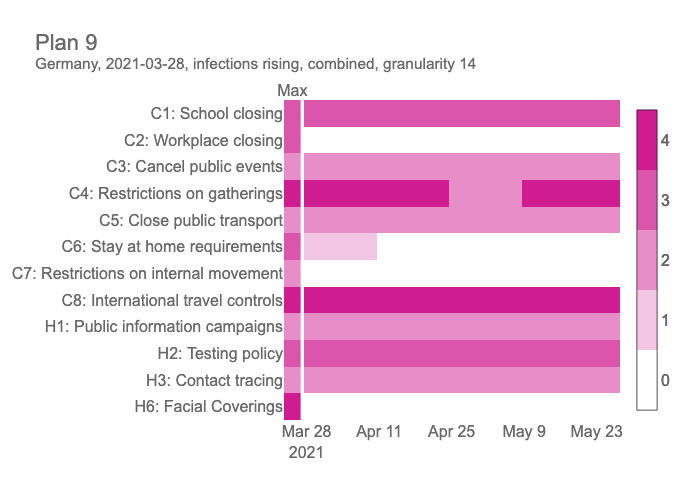 Plan 9
Germany, 2021-03-28, infections rising, combined, granularity 14
Max
C1: School closing
C2: Workplace closing
C3: Cancel public events
C4: Restrictions on gatherings
C5: Close public transport
C6: Stay at home requirements
C7: Restrictions on internal movement
C8: International travel controls
H1: Public information campaigns
H2: Testing policy
H3: Contact tracing
H6: Facial Coverings
4
3
2
1
0
Mar 28 Apr 11 Apr 25 May 9 May 23
2021